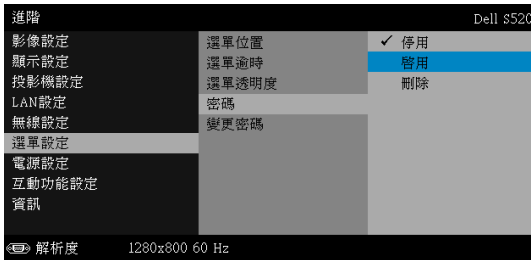 進階 Dell S520
影像設定
顯示設定
投影機設定
LAN設定
無線設定
選單設定
電源設定
互動功能設定
資訊
選單位置
選單逾時
選單透明度
密碼
變更密碼
✓ 停用
啓用
刪除
解析度 1280x800 60 Hz